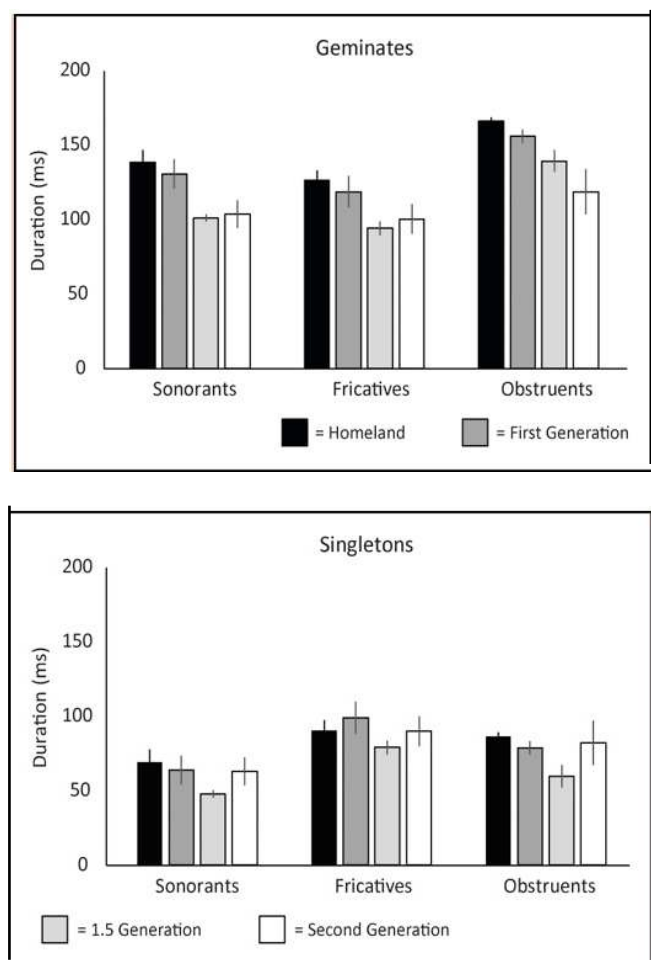 Geminates
200
150
100
50
0
Duration (ms)
Sonorants Fricatives Obstruents
= Homeland = First Generation
Singletons
200
150
100
50
0
Duration (ms)
Sonorants Fricatives Obstruents
= 1.5 Generation = Second Generation